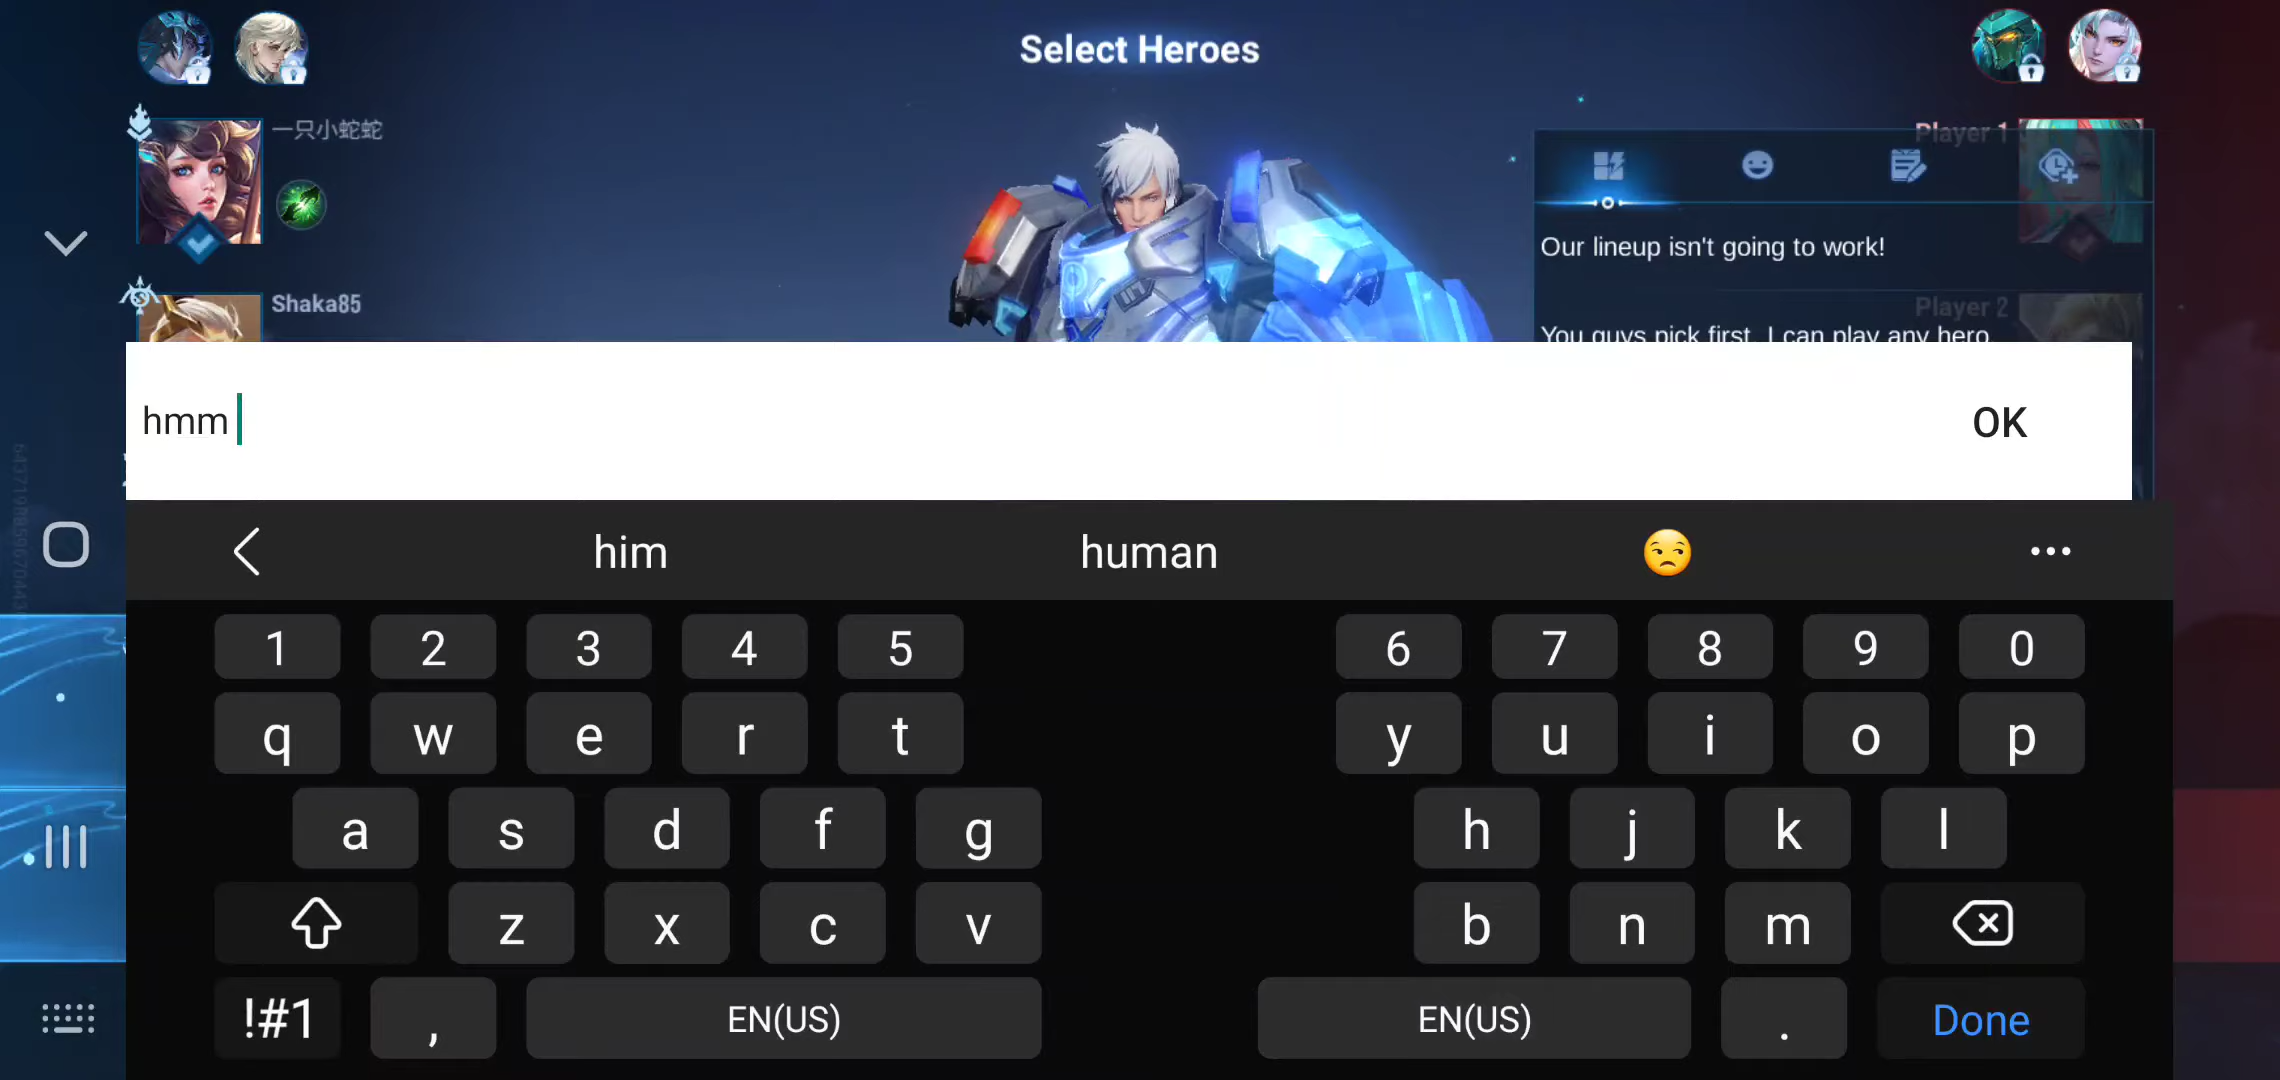 Select Heroes
一只小蛇蛇
Player 1
Our lineup isn't going to work!
Shaka85
Player 2
You guys pick first, I can play any hero.
hmm
OK
him
human
1 2 3 4 5 6 7 8 9 0
q w e r t y u i o p
a s d f g h j k l
z x c v b n m
!#1 , EN(US) EN(US) . Done